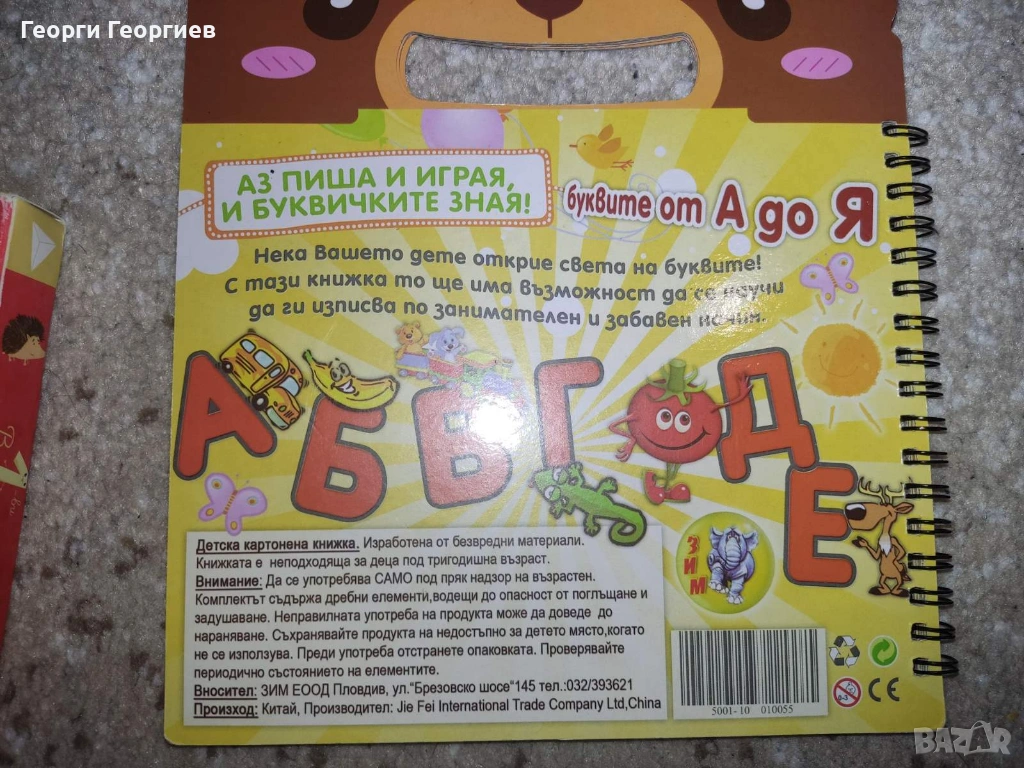 Георги Георгиев
АЗ ПИША И ИГРАЯ,
И БУКВИЧКИТЕ ЗНАЯ!
буквите от А до Я
Нека Вашето дете открие света на буквите!
С тази книжка то ще има възможност да се научи
да ги изписва по занимателен и забавен начин.
А Б В Г Д Е
ЗИМ
Детска картонена книжка. Изработена от безвредни материали.
Книжката е неподходяща за деца под тригодишна възраст.
Внимание: Да се употребява САМО под пряк надзор на възрастен.
Комплектът съдържа дребни елементи,водещи до опасност от поглъщане и
задушаване. Неправилната употреба на продукта може да доведе до
нараняване. Съхранявайте продукта на недостъпно за детето място,когато
не се използува. Преди употреба отстранете опаковката. Проверявайте
периодично състоянието на елементите.
Вносител: ЗИМ ЕООД Пловдив, ул."Брезовско шосе"145 тел.:032/393621
Произход: Китай, Производител: Jie Fei International Trade Company Ltd,China
5001-10 010055
0-3
CE
BAZAR